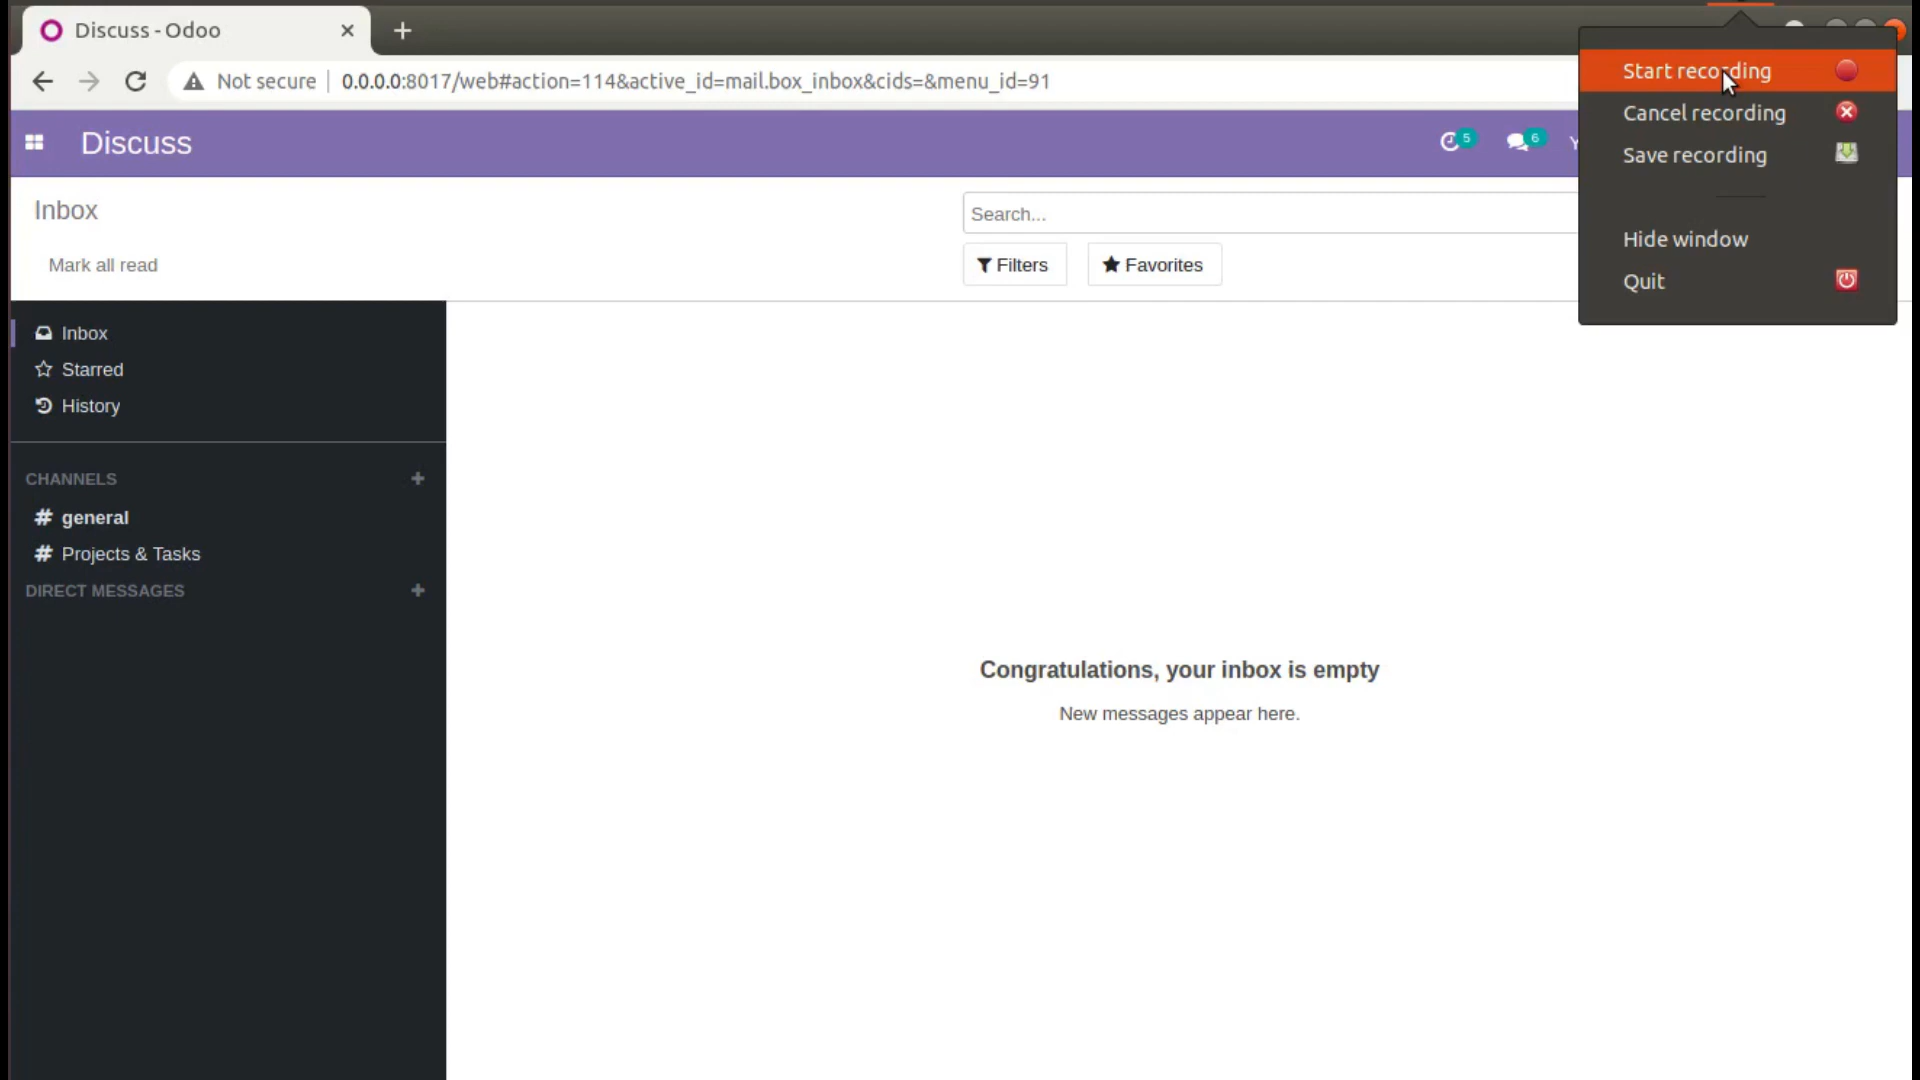 Discuss - Odoo
Not secure 0.0.0.0:8017/web#action=114&active_id=mail.box_inbox&cids=&menu_id=91
Start recording
Cancel recording
Save recording
Hide window
Quit
Discuss
5
6
Inbox
Search...
Mark all read
Filters
Favorites
Inbox
Starred
History
CHANNELS
# general
# Projects & Tasks
DIRECT MESSAGES
Congratulations, your inbox is empty
New messages appear here.